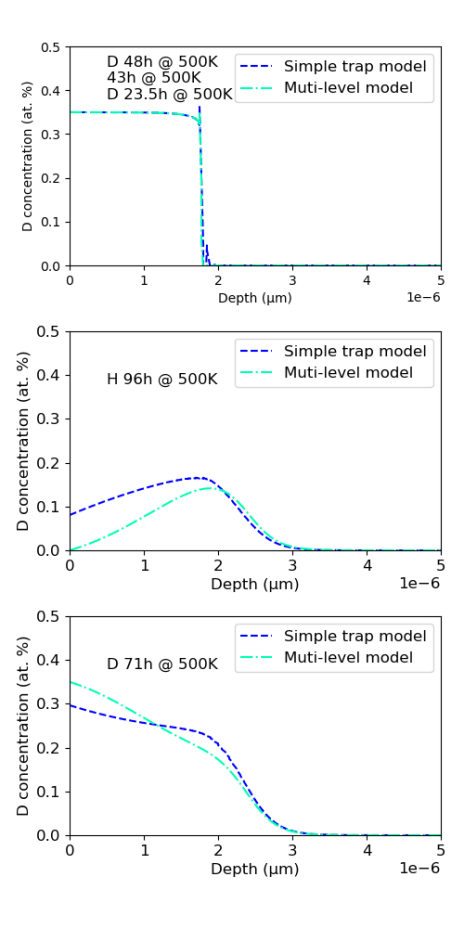 0.5
0.4
0.3
0.2
0.1
0.0
D concentration (at. %)
D 48h @ 500K
43h @ 500K
D 23.5h @ 500K
Simple trap model
Muti-level model
0 1 2 3 4 5
Depth (μm)
1e−6
0.5
0.4
0.3
0.2
0.1
0.0
D concentration (at. %)
H 96h @ 500K
Simple trap model
Muti-level model
0 1 2 3 4 5
Depth (μm)
1e−6
0.5
0.4
0.3
0.2
0.1
0.0
D concentration (at. %)
D 71h @ 500K
Simple trap model
Muti-level model
0 1 2 3 4 5
Depth (μm)
1e−6